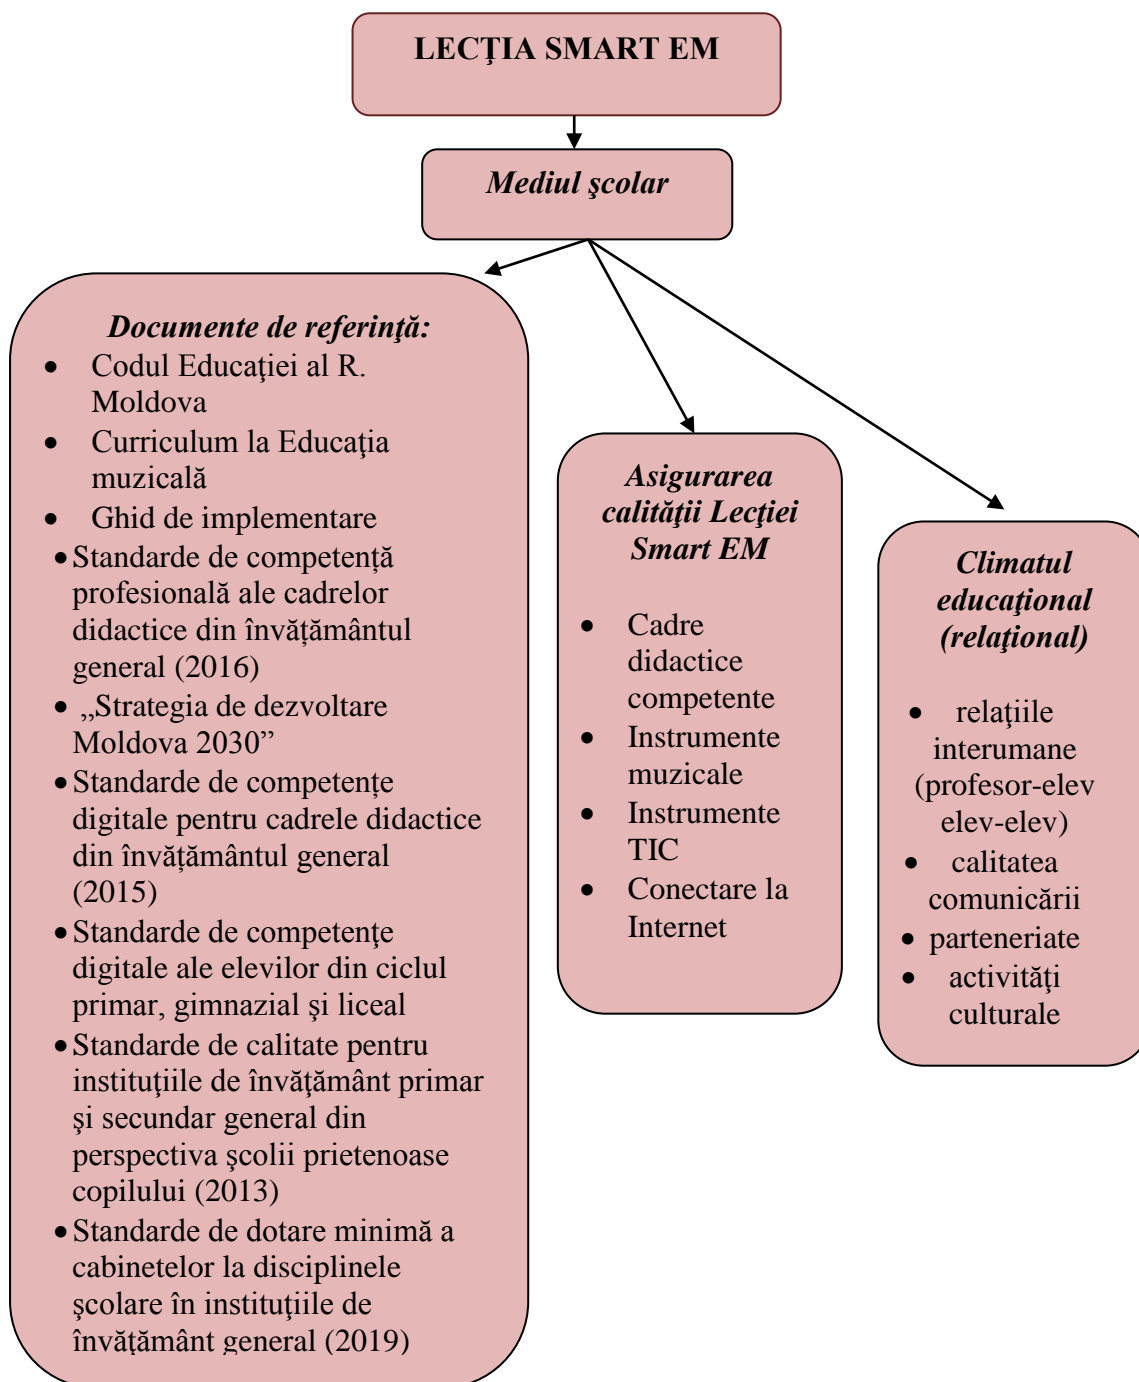 LECŢIA SMART EM
Mediul şcolar
Documente de referinţă:
• Codul Educaţiei al R.
Moldova
• Curriculum la Educaţia
muzicală
• Ghid de implementare
• Standarde de competență
profesională ale cadrelor
didactice din învățământul
general (2016)
• „Strategia de dezvoltare
Moldova 2030”
• Standarde de competențe
digitale pentru cadrele didactice
din învățământul general
(2015)
• Standarde de competenţe
digitale ale elevilor din ciclul
primar, gimnazial şi liceal
• Standarde de calitate pentru
instituţiile de învăţământ primar
şi secundar general din
perspectiva şcolii prietenoase
copilului (2013)
• Standarde de dotare minimă a
cabinetelor la disciplinele
şcolare în instituţiile de
învăţământ general (2019)
Asigurarea
calităţii Lecţiei
Smart EM
• Cadre
didactice
competente
• Instrumente
muzicale
• Instrumente
TIC
• Conectare la
Internet
Climatul
educaţional
(relaţional)
• relaţiile
interumane
(profesor-elev
elev-elev)
• calitatea
comunicării
• parteneriate
• activităţi
culturale